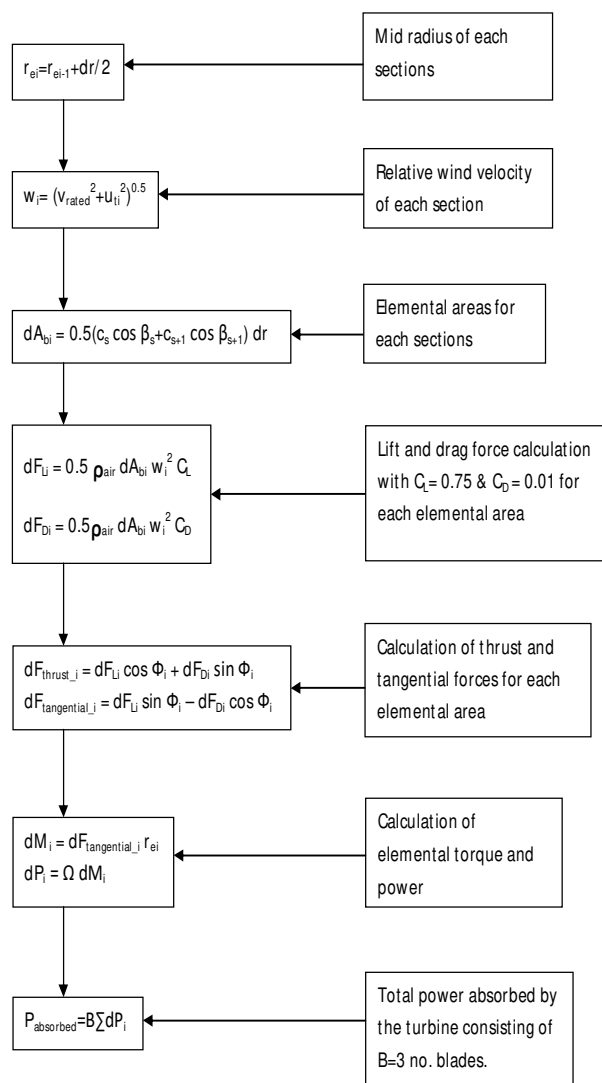 Mid radius of each
sections
r_ei=r_ei-1+dr/2
Relative wind velocity
of each section
w_i= (v_rated^2+u_ti^2)^0.5
Elemental areas for
each sections
dA_bi = 0.5(c_s cos β_s+c_s+1 cos β_s+1) dr
Lift and drag force calculation
with C_L= 0.75 & C_D = 0.01 for
each elemental area
dF_Li = 0.5 ρ_air dA_bi w_i^2 C_L
dF_Di = 0.5ρ_air dA_bi w_i^2 C_D
Calculation of thrust and
tangential forces for each
elemental area
dF_thrust_i = dF_Li cos Φ_i + dF_Di sin Φ_i
dF_tangential_i = dF_Li sin Φ_i – dF_Di cos Φ_i
Calculation of
elemental torque and
power
dM_i = dF_tangential_i r_ei
dP_i = Ω dM_i
Total power absorbed by
the turbine consisting of
B=3 no. blades.
P_absorbed=B∑dP_i